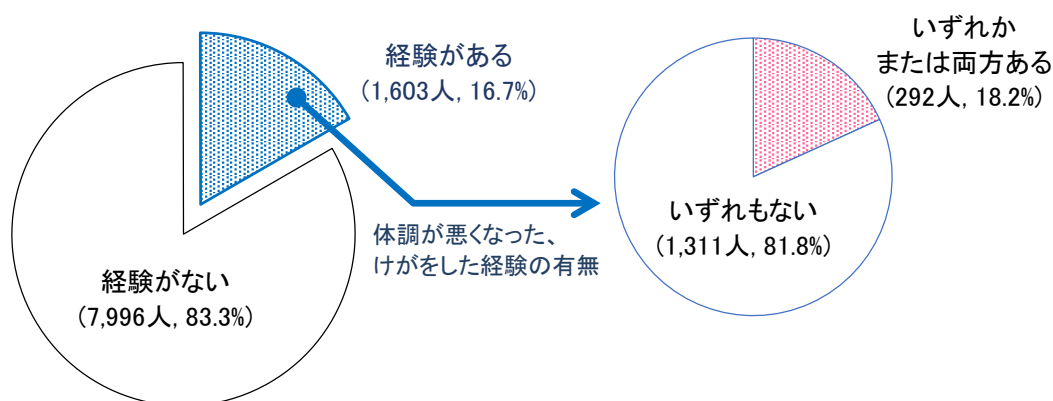 経験がある
（1,603人, 16.7%）
いずれか
または両方ある
（292人, 18.2%）
体調が悪くなった、
けがをした経験の有無
いずれもない
（1,311人, 81.8%）
経験がない
（7,996人, 83.3%）